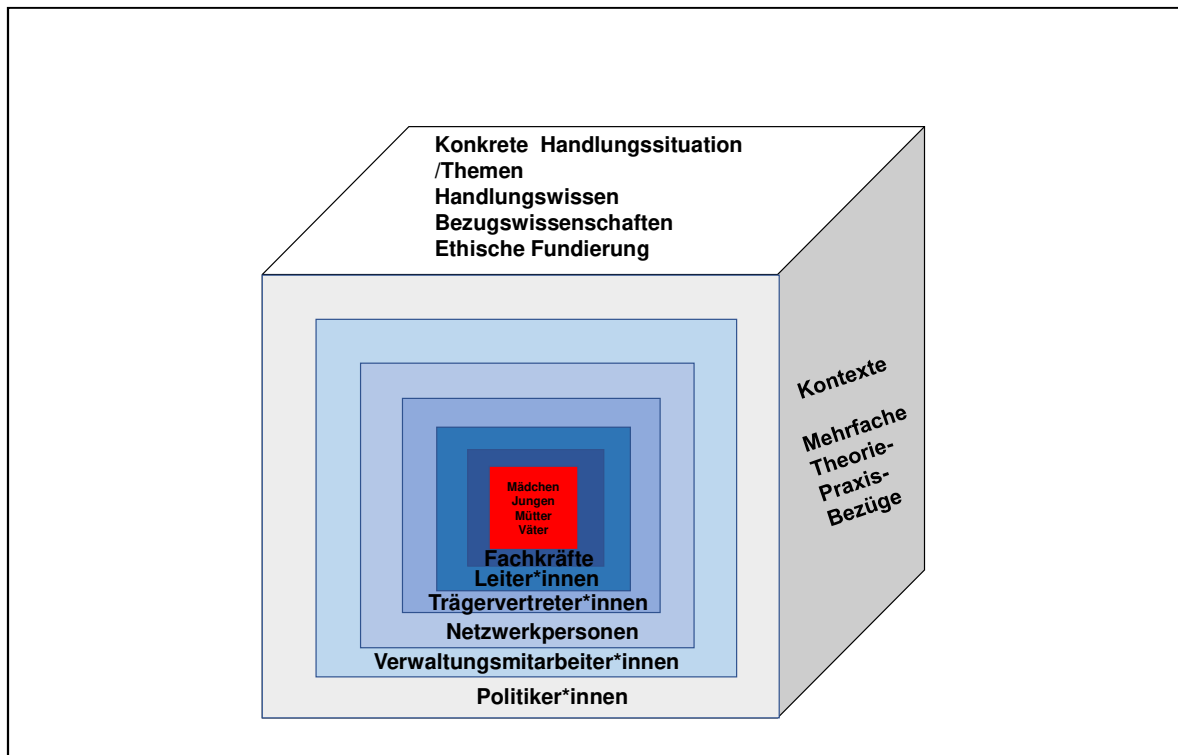 Konkrete Handlungssituation
/Themen
Handlungswissen
Bezugswissenschaften
Ethische Fundierung
Kontexte
Mehrfache
Theorie-
Praxis-
Bezüge
Mädchen
Jungen
Mütter
Väter
Fachkräfte
Leiter*innen
Trägervertreter*innen
Netzwerkpersonen
Verwaltungsmitarbeiter*innen
Politiker*innen